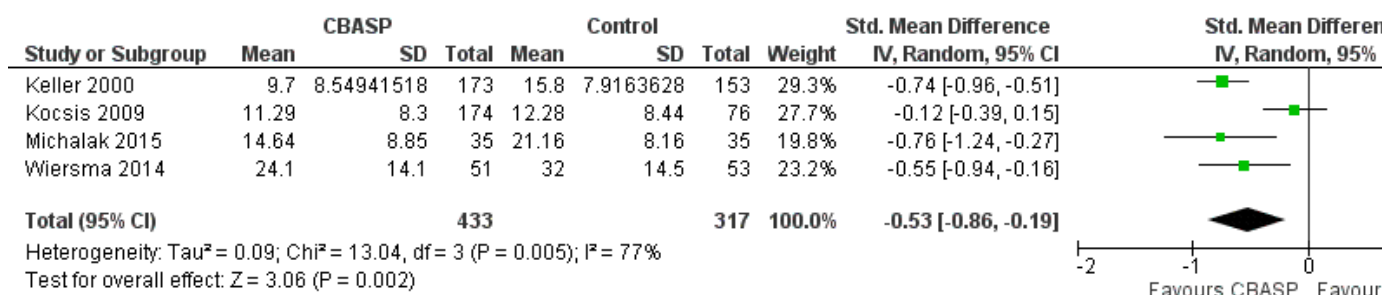 CBASP Control Std. Mean Difference Std. Mean Differen
Study or Subgroup Mean SD Total Mean SD Total Weight IV, Random, 95% CI IV, Random, 95%
Keller 2000 9.7 8.54941518 173 15.8 7.9163628 153 29.3% -0.74 [-0.96, -0.51]
Kocsis 2009 11.29 8.3 174 12.28 8.44 76 27.7% -0.12 [-0.39, 0.15]
Michalak 2015 14.64 8.85 35 21.16 8.16 35 19.8% -0.76 [-1.24, -0.27]
Wiersma 2014 24.1 14.1 51 32 14.5 53 23.2% -0.55 [-0.94, -0.16]
Total (95% CI) 433 317 100.0% -0.53 [-0.86, -0.19]
Heterogeneity: Tau² = 0.09; Chi² = 13.04, df = 3 (P = 0.005); I² = 77%
Test for overall effect: Z = 3.06 (P = 0.002)
-2 -1 0
Favours CBASP Favour